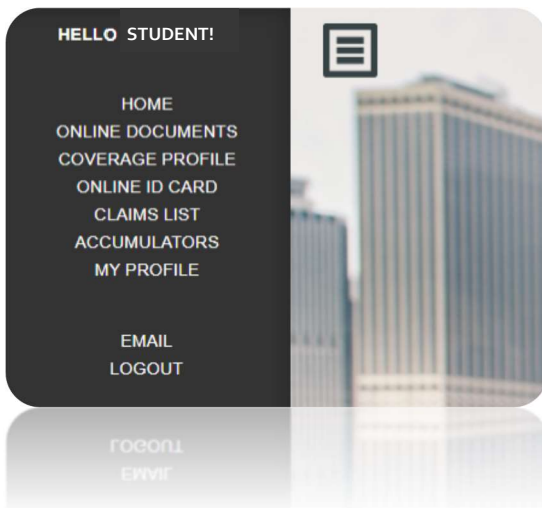 HELLO STUDENT!
HOME
ONLINE DOCUMENTS
COVERAGE PROFILE
ONLINE ID CARD
CLAIMS LIST
ACCUMULATORS
MY PROFILE
EMAIL
LOGOUT